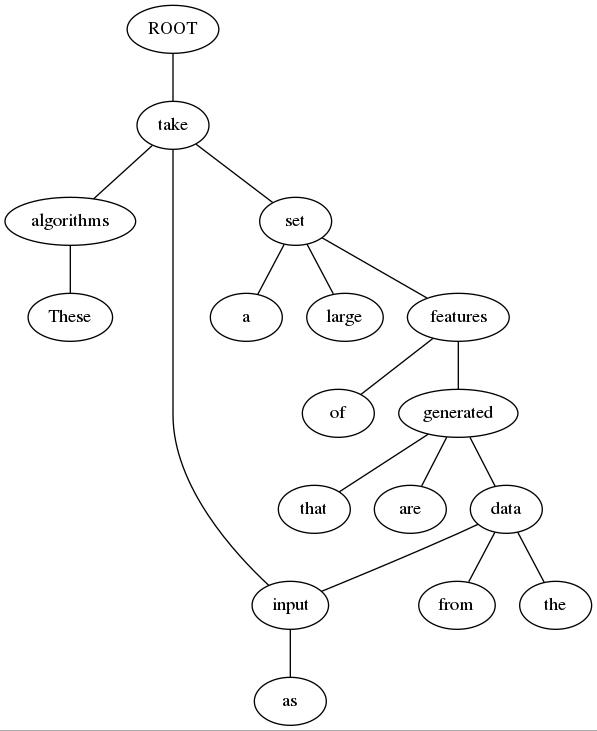 ROOT
take
algorithms
set
These
a
large
features
of
generated
that
are
data
input
from
the
as